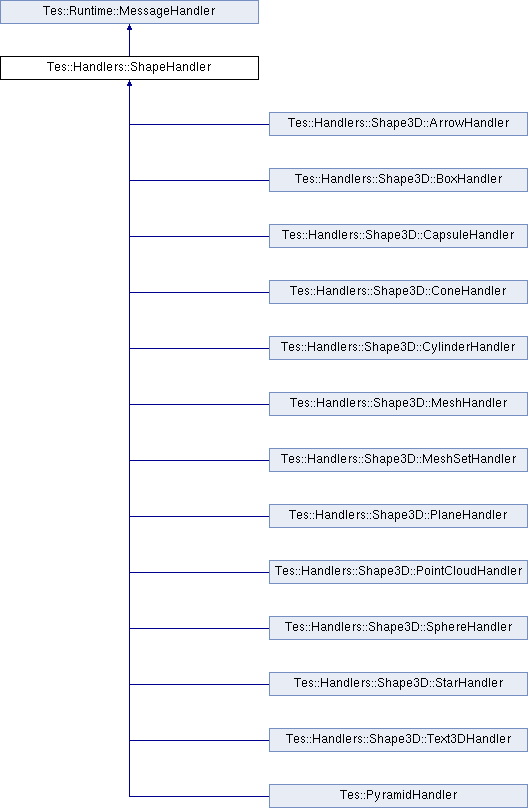 Tes::Runtime::MessageHandler
Tes::Handlers::ShapeHandler
Tes::Handlers::Shape3D::ArrowHandler
Tes::Handlers::Shape3D::BoxHandler
Tes::Handlers::Shape3D::CapsuleHandler
Tes::Handlers::Shape3D::ConeHandler
Tes::Handlers::Shape3D::CylinderHandler
Tes::Handlers::Shape3D::MeshHandler
Tes::Handlers::Shape3D::MeshSetHandler
Tes::Handlers::Shape3D::PlaneHandler
Tes::Handlers::Shape3D::PointCloudHandler
Tes::Handlers::Shape3D::SphereHandler
Tes::Handlers::Shape3D::StarHandler
Tes::Handlers::Shape3D::Text3DHandler
Tes::PyramidHandler